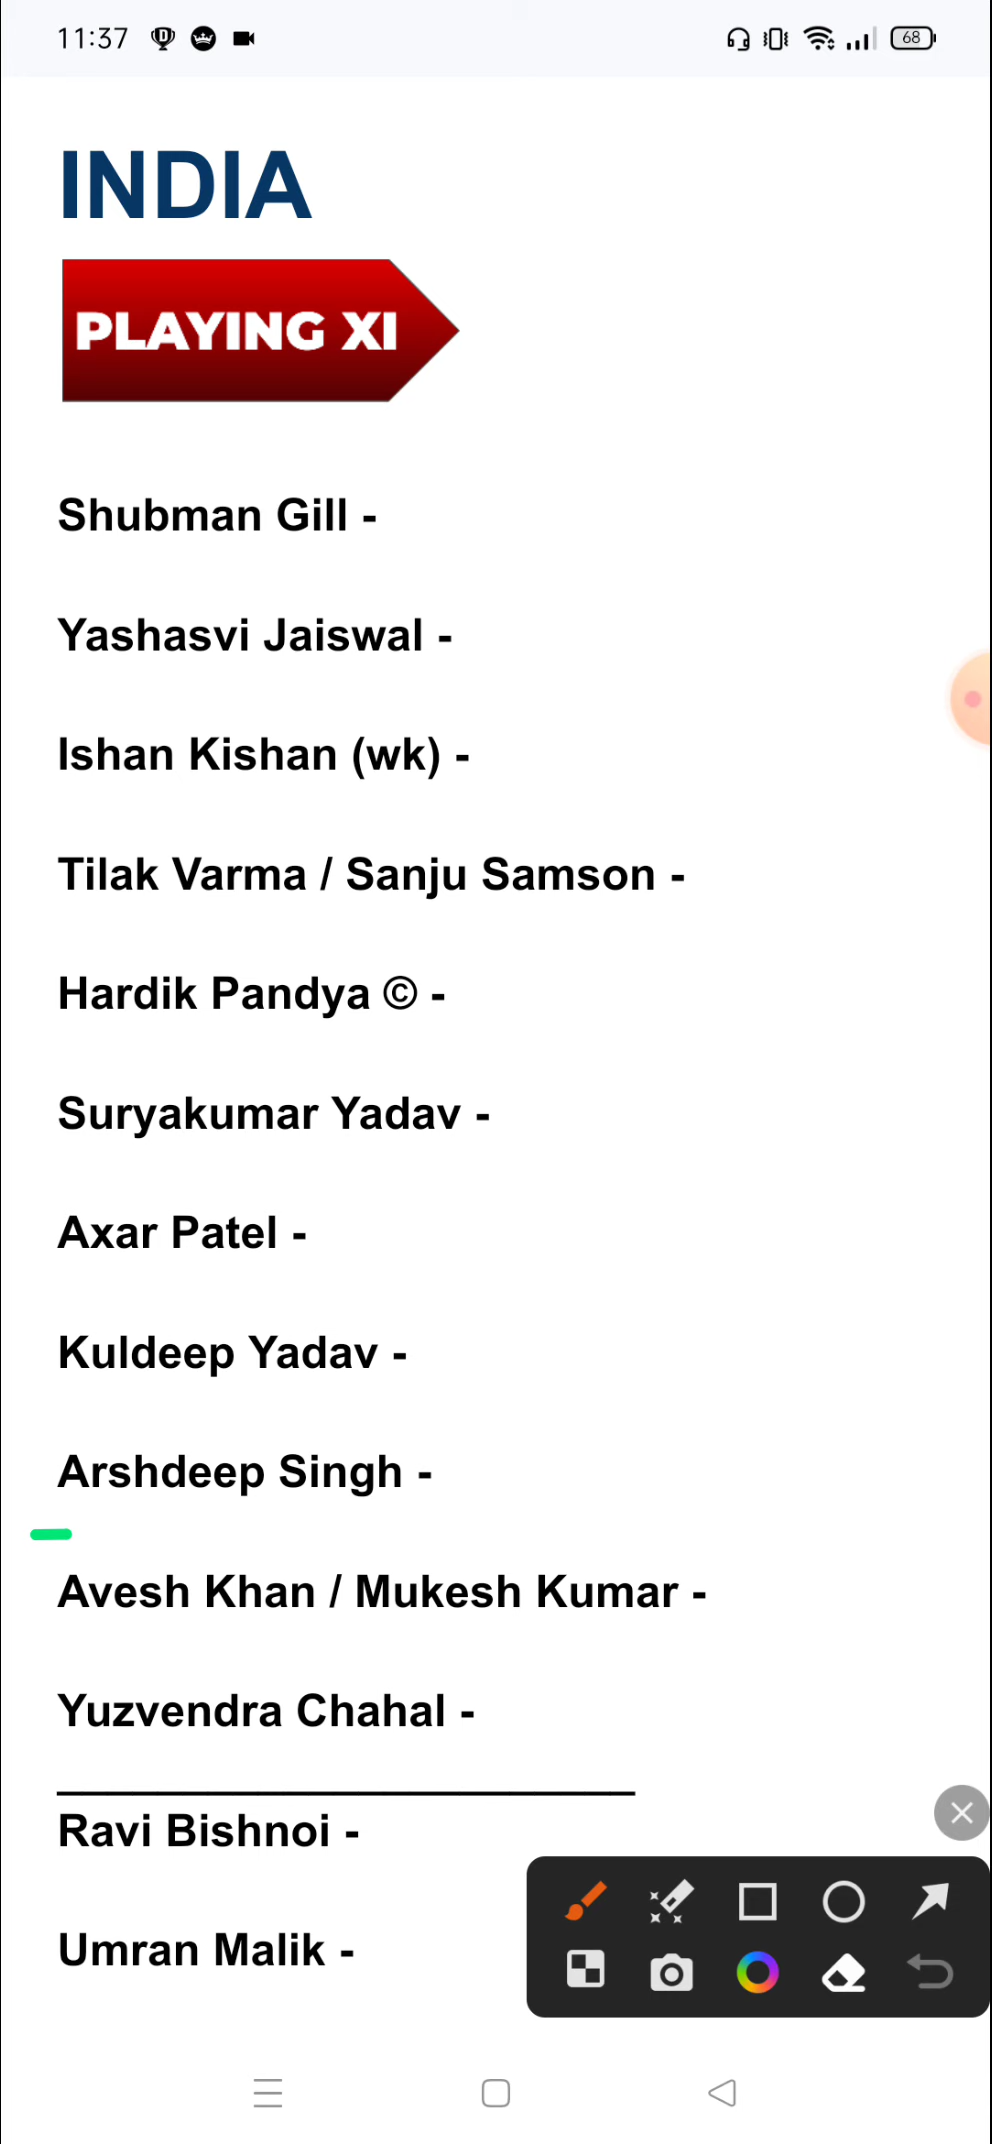 11:37
68
INDIA
PLAYING XI
Shubman Gill -
Yashasvi Jaiswal -
Ishan Kishan (wk) -
Tilak Varma / Sanju Samson -
Hardik Pandya © -
Suryakumar Yadav -
Axar Patel -
Kuldeep Yadav -
Arshdeep Singh -
Avesh Khan / Mukesh Kumar -
Yuzvendra Chahal -
Ravi Bishnoi -
Umran Malik -